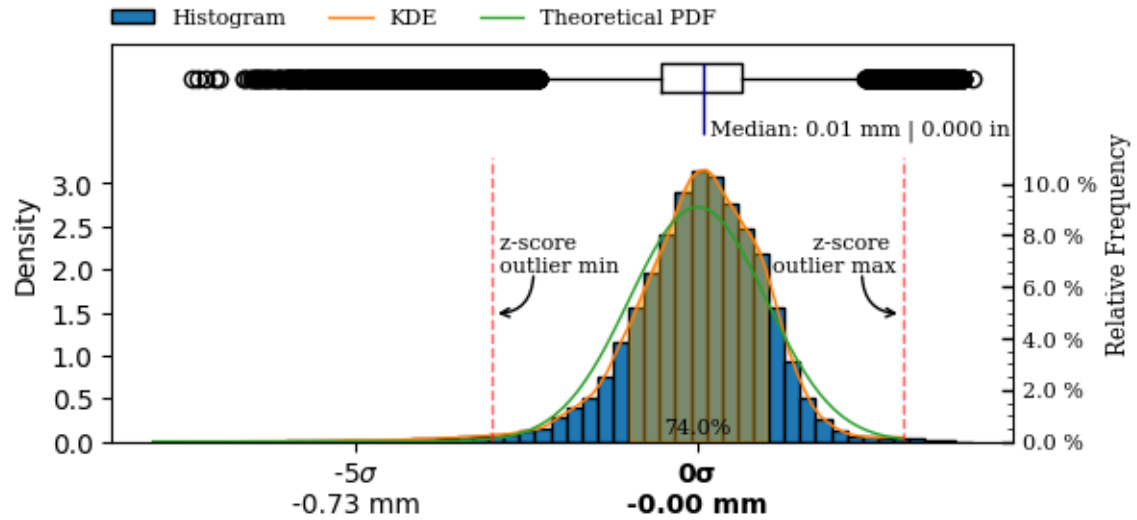 Histogram KDE Theoretical PDF
Median: 0.01 mm | 0.000 in
Density
3.0
2.5
2.0
1.5
1.0
0.5
0.0
z-score
outlier min
z-score
outlier max
74.0%
10.0 %
8.0 %
6.0 %
4.0 %
2.0 %
0.0 %
Relative Frequency
-5σ
-0.73 mm
0σ
-0.00 mm